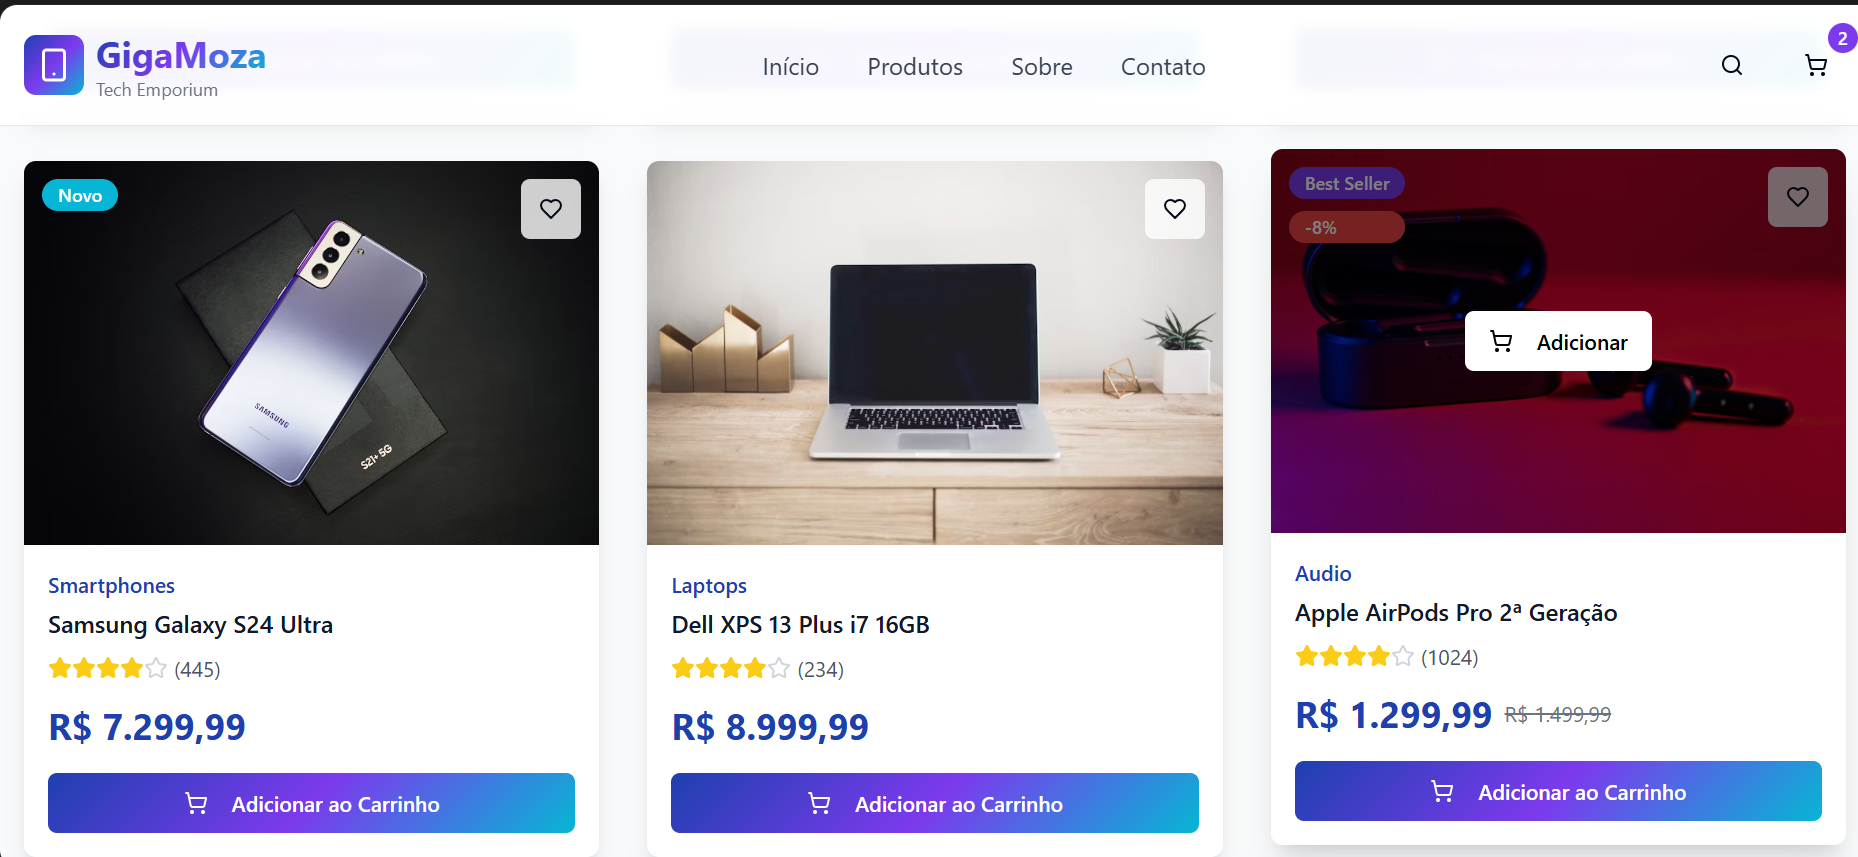 GigaMoza
Tech Emporium
Início
Produtos
Sobre
Contato
2
Novo
SAMSUNG
S21+ 5G
Smartphones
Samsung Galaxy S24 Ultra
(445)
R$ 7.299,99
Adicionar ao Carrinho
Laptops
Dell XPS 13 Plus i7 16GB
(234)
R$ 8.999,99
Adicionar ao Carrinho
Best Seller
-8%
Adicionar
Audio
Apple AirPods Pro 2ª Geração
(1024)
R$ 1.299,99 R$ 1.499,99
Adicionar ao Carrinho